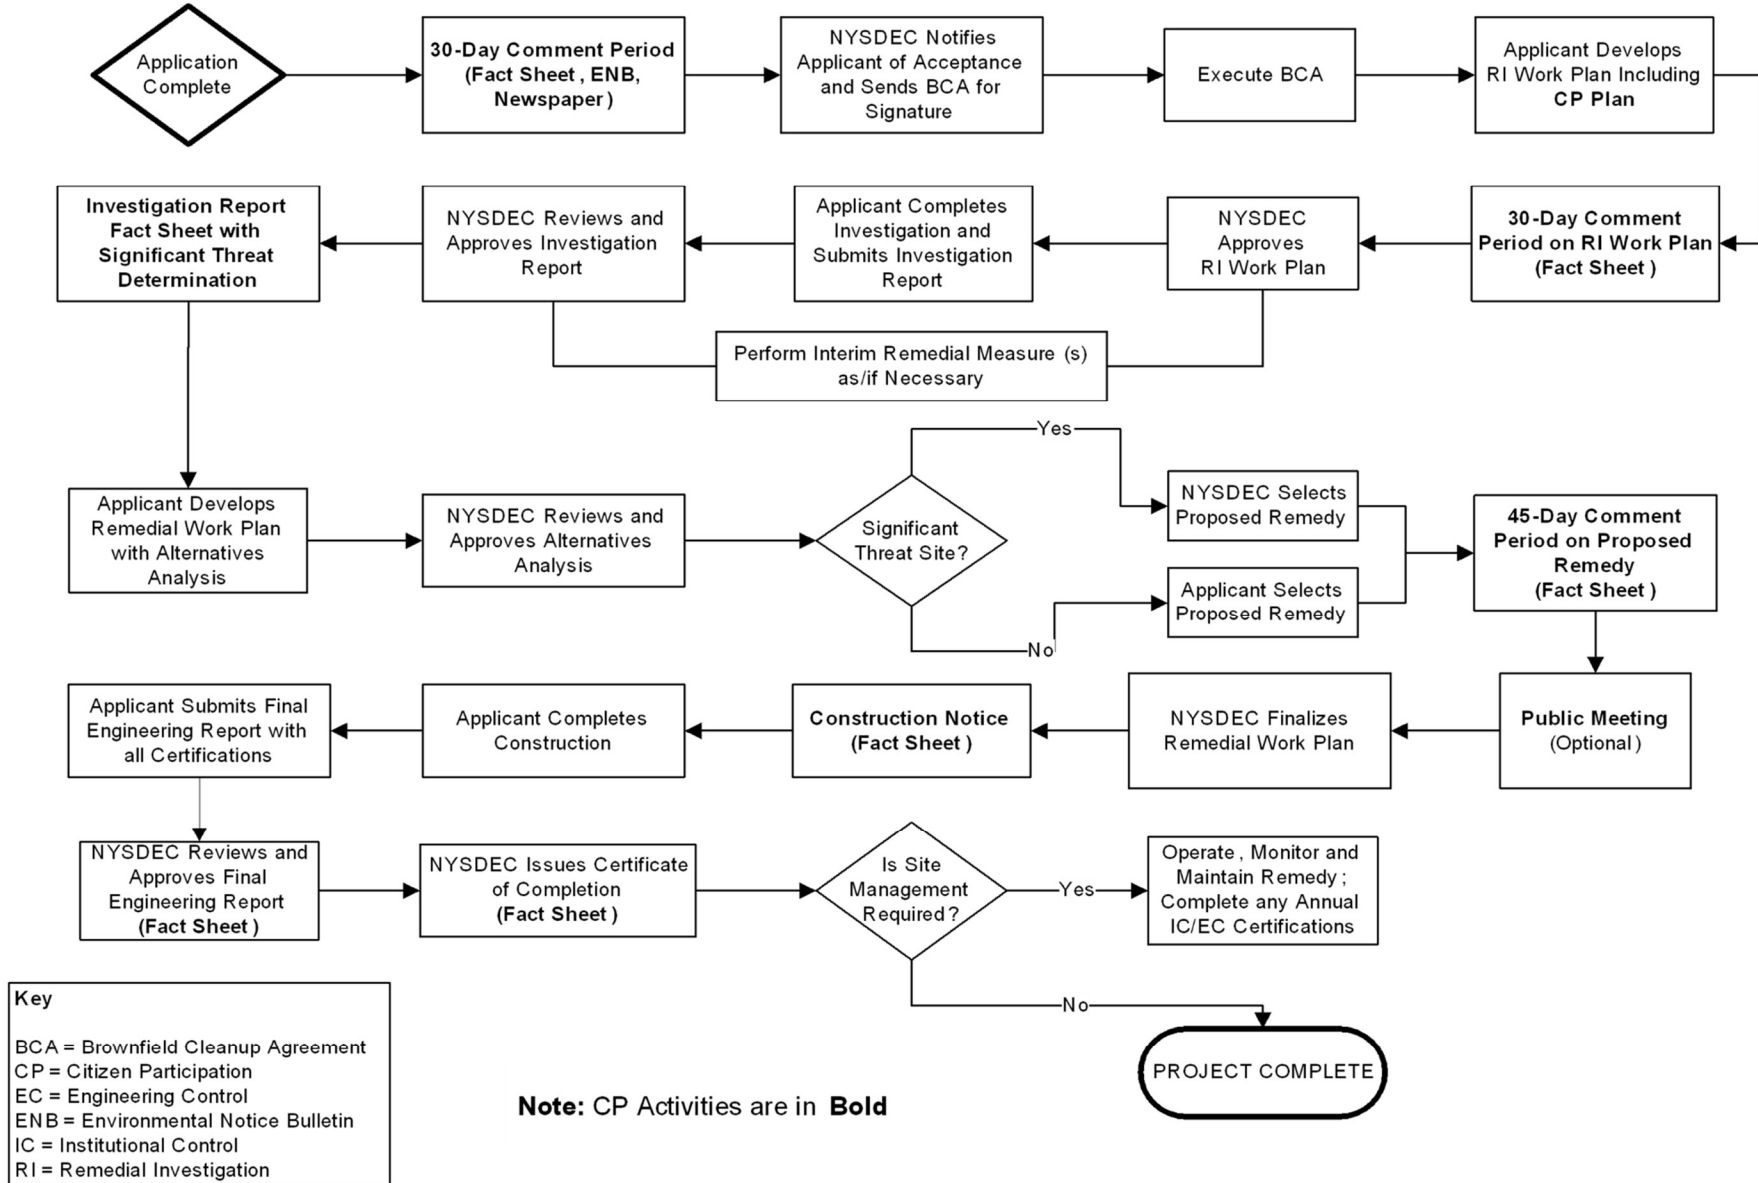 Application
Complete
30-Day Comment Period
(Fact Sheet , ENB,
Newspaper )
NYSDEC Notifies
Applicant of Acceptance
and Sends BCA for
Signature
Execute BCA
Applicant Develops
RI Work Plan Including
CP Plan
30-Day Comment
Period on RI Work Plan
(Fact Sheet )
NYSDEC
Approves
RI Work Plan
Applicant Completes
Investigation and
Submits Investigation
Report
NYSDEC Reviews and
Approves Investigation
Report
Investigation Report
Fact Sheet with
Significant Threat
Determination
Perform Interim Remedial Measure (s)
as/if Necessary
Applicant Develops
Remedial Work Plan
with Alternatives
Analysis
NYSDEC Reviews and
Approves Alternatives
Analysis
Significant
Threat Site?
Yes
No
NYSDEC Selects
Proposed Remedy
Applicant Selects
Proposed Remedy
45-Day Comment
Period on Proposed
Remedy
(Fact Sheet )
Public Meeting
(Optional )
NYSDEC Finalizes
Remedial Work Plan
Construction Notice
(Fact Sheet )
Applicant Completes
Construction
Applicant Submits Final
Engineering Report with
all Certifications
NYSDEC Reviews and
Approves Final
Engineering Report
(Fact Sheet )
NYSDEC Issues Certificate
of Completion
(Fact Sheet )
Is Site
Management
Required ?
Yes
Operate , Monitor and
Maintain Remedy ;
Complete any Annual
IC/EC Certifications
No
PROJECT COMPLETE
Key
BCA = Brownfield Cleanup Agreement
CP = Citizen Participation
EC = Engineering Control
ENB = Environmental Notice Bulletin
IC = Institutional Control
RI = Remedial Investigation
Note: CP Activities are in Bold